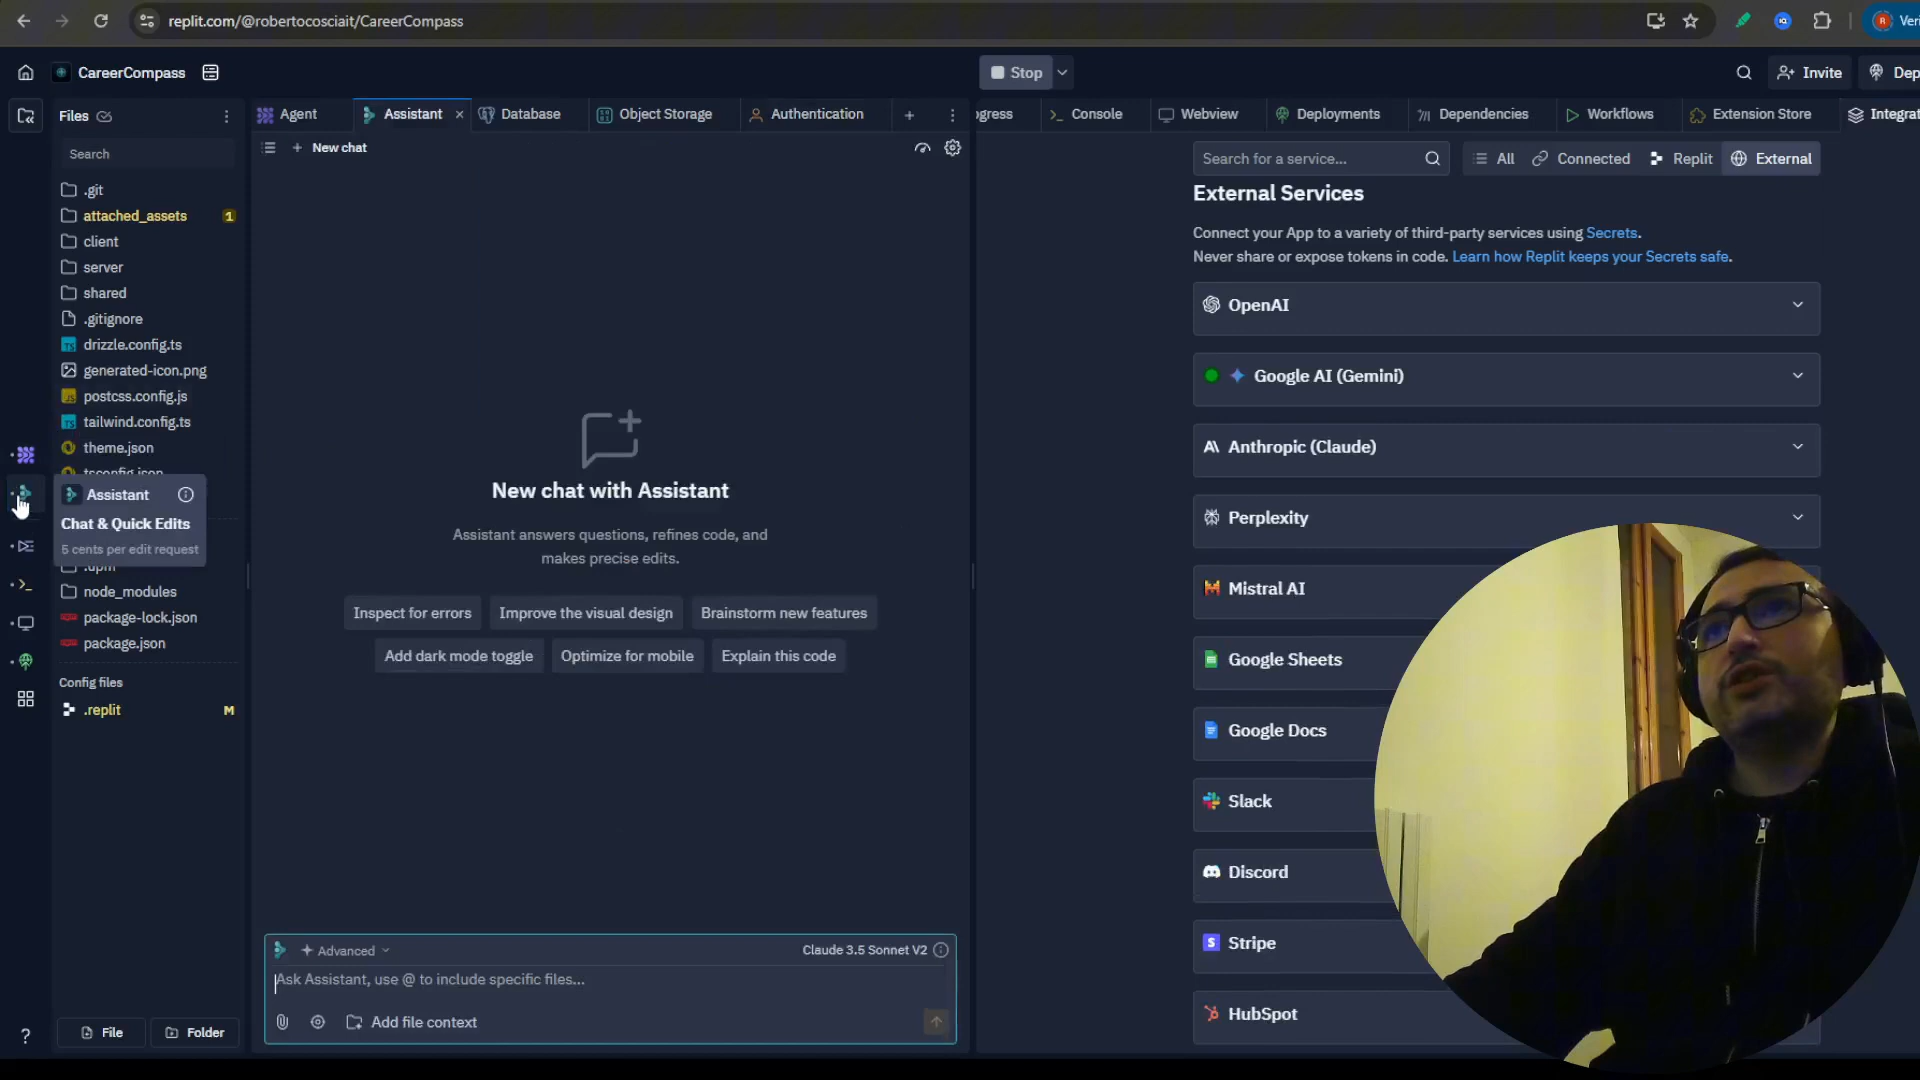 replit.com/@robertocosciait/CareerCompass
Veri
CareerCompass
Stop
Invite
Dep
Files
Agent
Assistant
Database
Object Storage
Authentication
ogress
Console
Webview
Deployments
Dependencies
Workflows
Extension Store
Integrat
Search
New chat
Search for a service...
All
Connected
Replit
External
.git
attached_assets
1
client
server
shared
.gitignore
drizzle.config.ts
generated-icon.png
postcss.config.js
tailwind.config.ts
theme.json
tsconfig.json
Assistant
Chat & Quick Edits
5 cents per edit request
.upm
node_modules
package-lock.json
package.json
Config files
.replit
M
File
Folder
New chat with Assistant
Assistant answers questions, refines code, and
makes precise edits.
Inspect for errors
Improve the visual design
Brainstorm new features
Add dark mode toggle
Optimize for mobile
Explain this code
Advanced
Claude 3.5 Sonnet V2
Ask Assistant, use @ to include specific files...
Add file context
External Services
Connect your App to a variety of third-party services using Secrets.
Never share or expose tokens in code. Learn how Replit keeps your Secrets safe.
OpenAI
Google AI (Gemini)
Anthropic (Claude)
Perplexity
Mistral AI
Google Sheets
Google Docs
Slack
Discord
Stripe
HubSpot